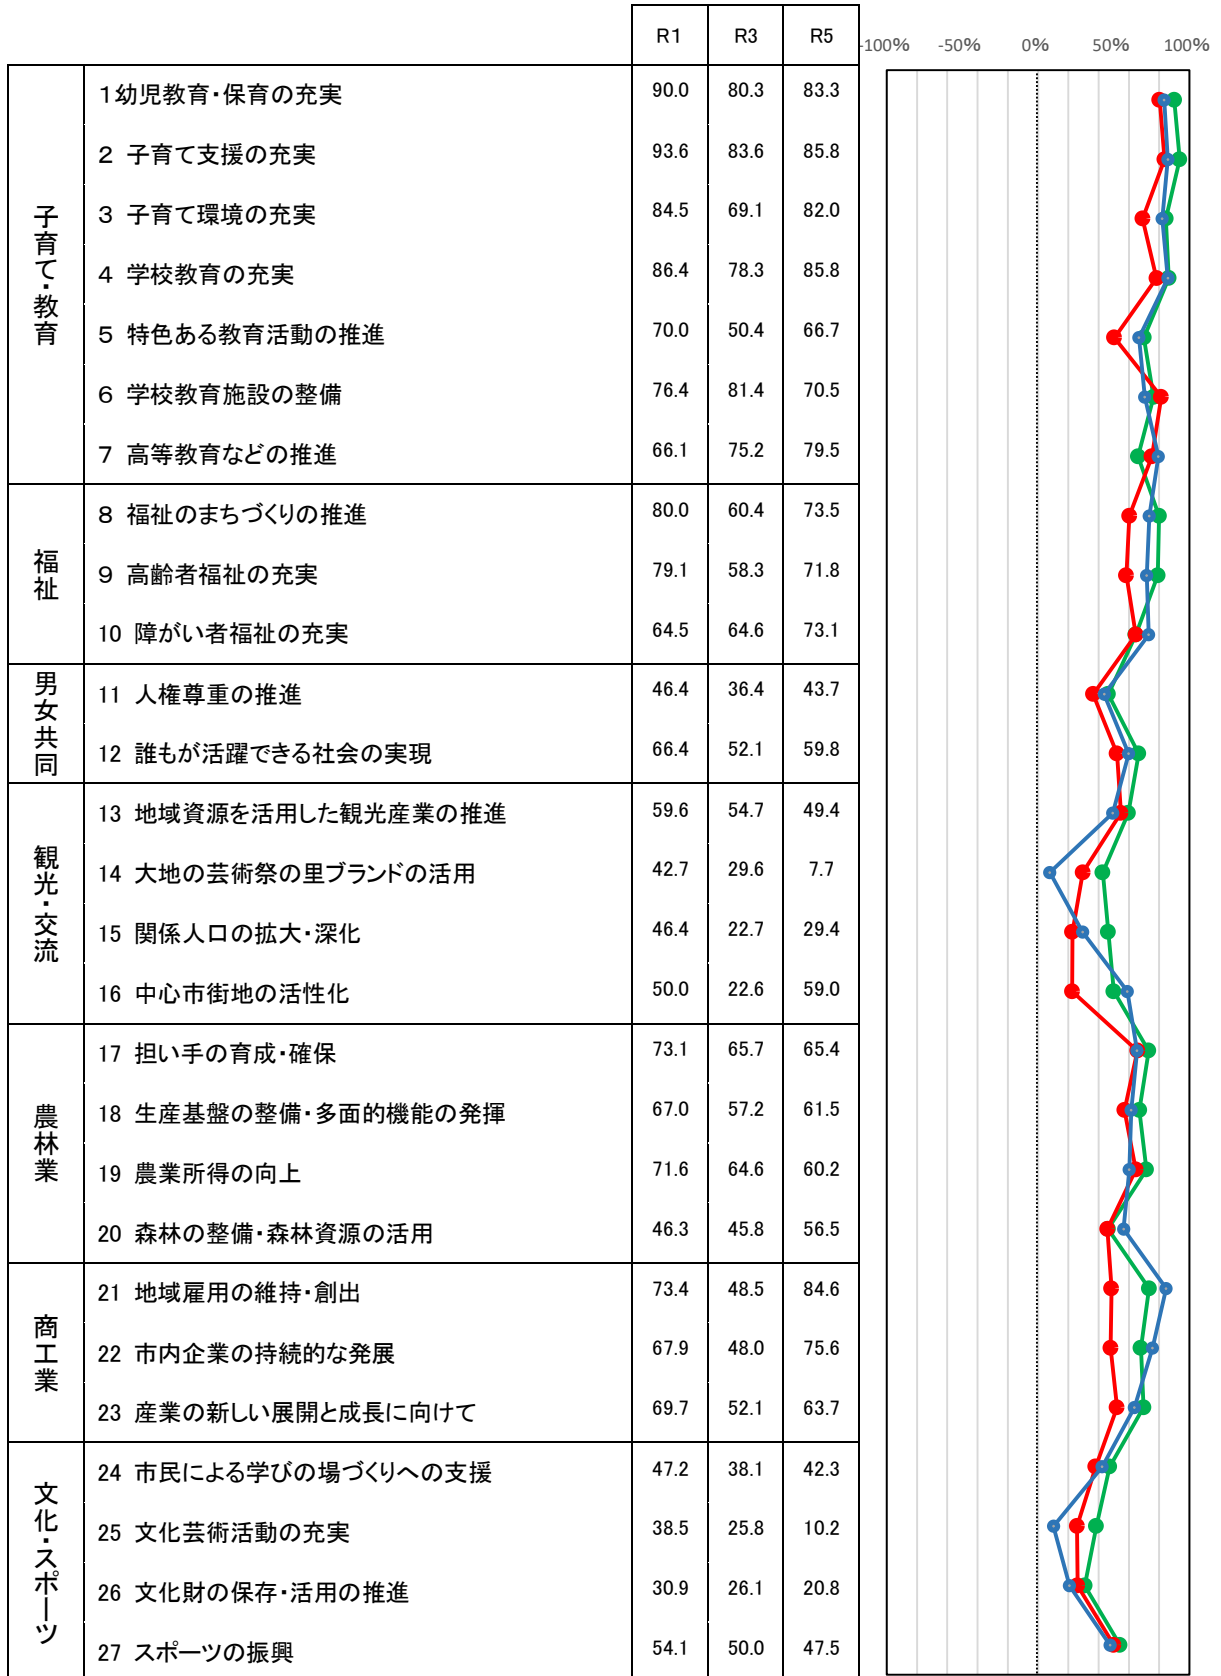 R1 R3 R5 -100% -50% 0% 50% 100%
子育て・教育
1幼児教育・保育の充実 90.0 80.3 83.3
2 子育て支援の充実 93.6 83.6 85.8
3 子育て環境の充実 84.5 69.1 82.0
4 学校教育の充実 86.4 78.3 85.8
5 特色ある教育活動の推進 70.0 50.4 66.7
6 学校教育施設の整備 76.4 81.4 70.5
7 高等教育などの推進 66.1 75.2 79.5
福祉
8 福祉のまちづくりの推進 80.0 60.4 73.5
9 高齢者福祉の充実 79.1 58.3 71.8
10 障がい者福祉の充実 64.5 64.6 73.1
男女共同
11 人権尊重の推進 46.4 36.4 43.7
12 誰もが活躍できる社会の実現 66.4 52.1 59.8
観光・交流
13 地域資源を活用した観光産業の推進 59.6 54.7 49.4
14 大地の芸術祭の里ブランドの活用 42.7 29.6 7.7
15 関係人口の拡大・深化 46.4 22.7 29.4
16 中心市街地の活性化 50.0 22.6 59.0
農林業
17 担い手の育成・確保 73.1 65.7 65.4
18 生産基盤の整備・多面的機能の発揮 67.0 57.2 61.5
19 農業所得の向上 71.6 64.6 60.2
20 森林の整備・森林資源の活用 46.3 45.8 56.5
商工業
21 地域雇用の維持・創出 73.4 48.5 84.6
22 市内企業の持続的な発展 67.9 48.0 75.6
23 産業の新しい展開と成長に向けて 69.7 52.1 63.7
文化・スポーツ
24 市民による学びの場づくりへの支援 47.2 38.1 42.3
25 文化芸術活動の充実 38.5 25.8 10.2
26 文化財の保存・活用の推進 30.9 26.1 20.8
27 スポーツの振興 54.1 50.0 47.5